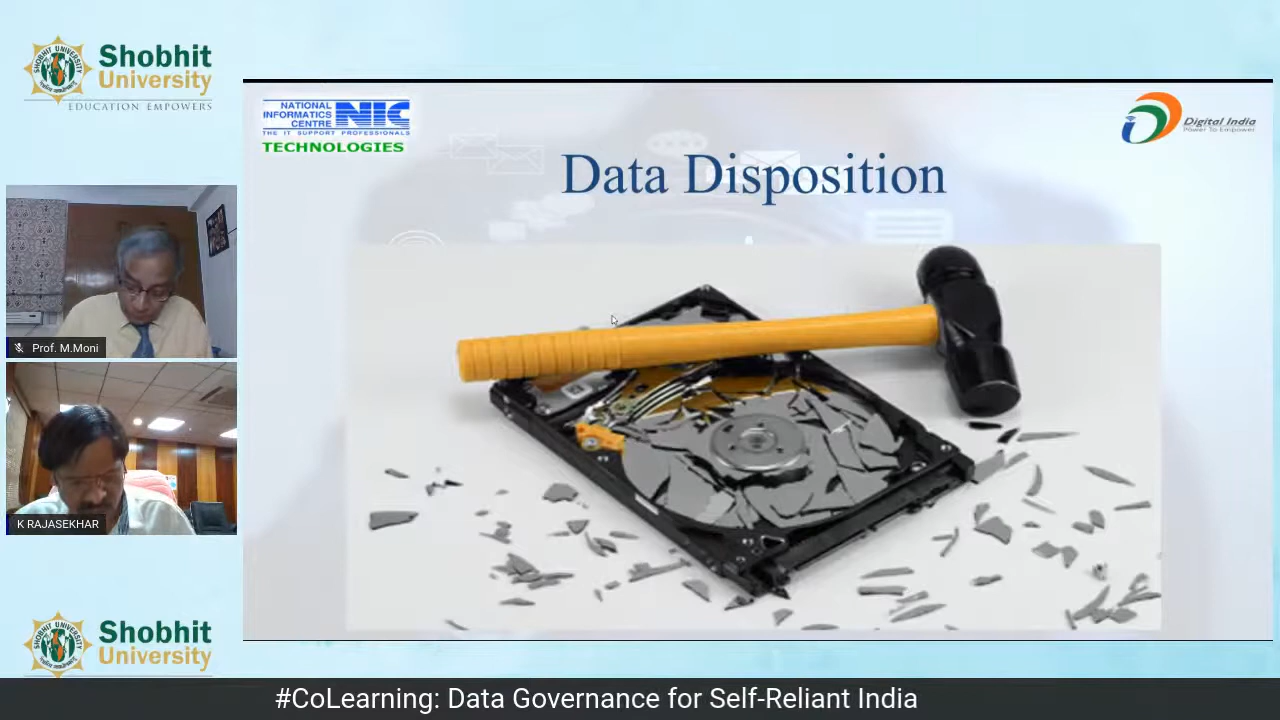 Shobhit
University
EDUCATION EMPOWERS
NATIONAL
INFORMATICS
CENTRE
NIC
THE IT SUPPORT PROFESSIONALS
TECHNOLOGIES
Digital India
Power To Empower
Data Disposition
Prof. M.Moni
K RAJASEKHAR
Shobhit
University
#CoLearning: Data Governance for Self-Reliant India